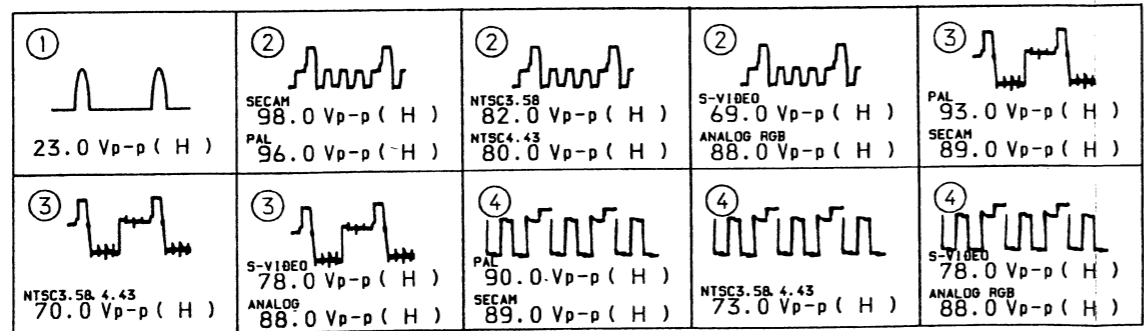 ①
23.0 Vp-p ( H )
②
SECAM
98.0 Vp-p ( H )
PAL
96.0 Vp-p ( H )
②
NTSC3.58
82.0 Vp-p ( H )
NTSC4.43
80.0 Vp-p ( H )
②
S-VIDEO
69.0 Vp-p ( H )
ANALOG RGB
88.0 Vp-p ( H )
③
PAL
93.0 Vp-p ( H )
SECAM
89.0 Vp-p ( H )
③
NTSC3.58, 4.43
70.0 Vp-p ( H )
③
S-VIDEO
78.0 Vp-p ( H )
ANALOG
88.0 Vp-p ( H )
④
PAL
90.0 Vp-p ( H )
SECAM
89.0 Vp-p ( H )
④
NTSC3.58, 4.43
73.0 Vp-p ( H )
④
S-VIDEO
78.0 Vp-p ( H )
ANALOG RGB
88.0 Vp-p ( H )